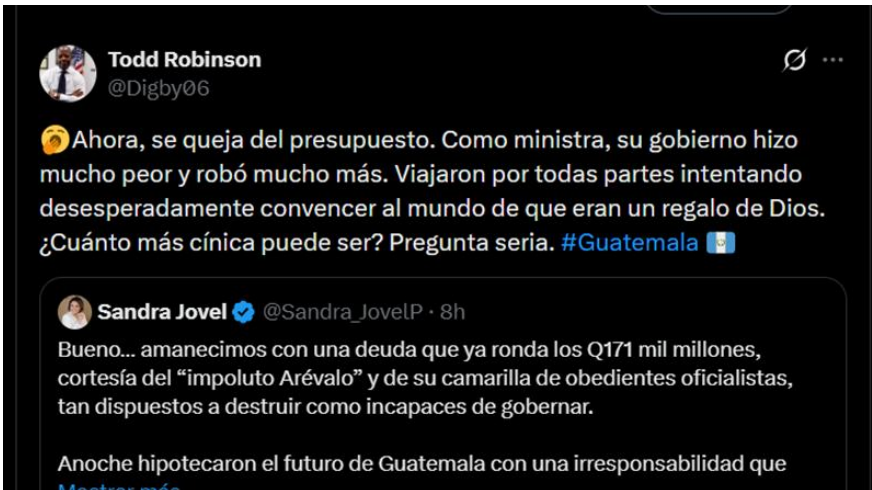 Todd Robinson
@Digby06
🥱Ahora, se queja del presupuesto. Como ministra, su gobierno hizo
mucho peor y robó mucho más. Viajaron por todas partes intentando
desesperadamente convencer al mundo de que eran un regalo de Dios.
¿Cuánto más cínica puede ser? Pregunta seria. #Guatemala 🇬🇹
Sandra Jovel @Sandra_JovelP · 8h
Bueno... amanecimos con una deuda que ya ronda los Q171 mil millones,
cortesía del “impoluto Arévalo” y de su camarilla de obedientes oficialistas,
tan dispuestos a destruir como incapaces de gobernar.
Anoche hipotecaron el futuro de Guatemala con una irresponsabilidad que
Mostrar más